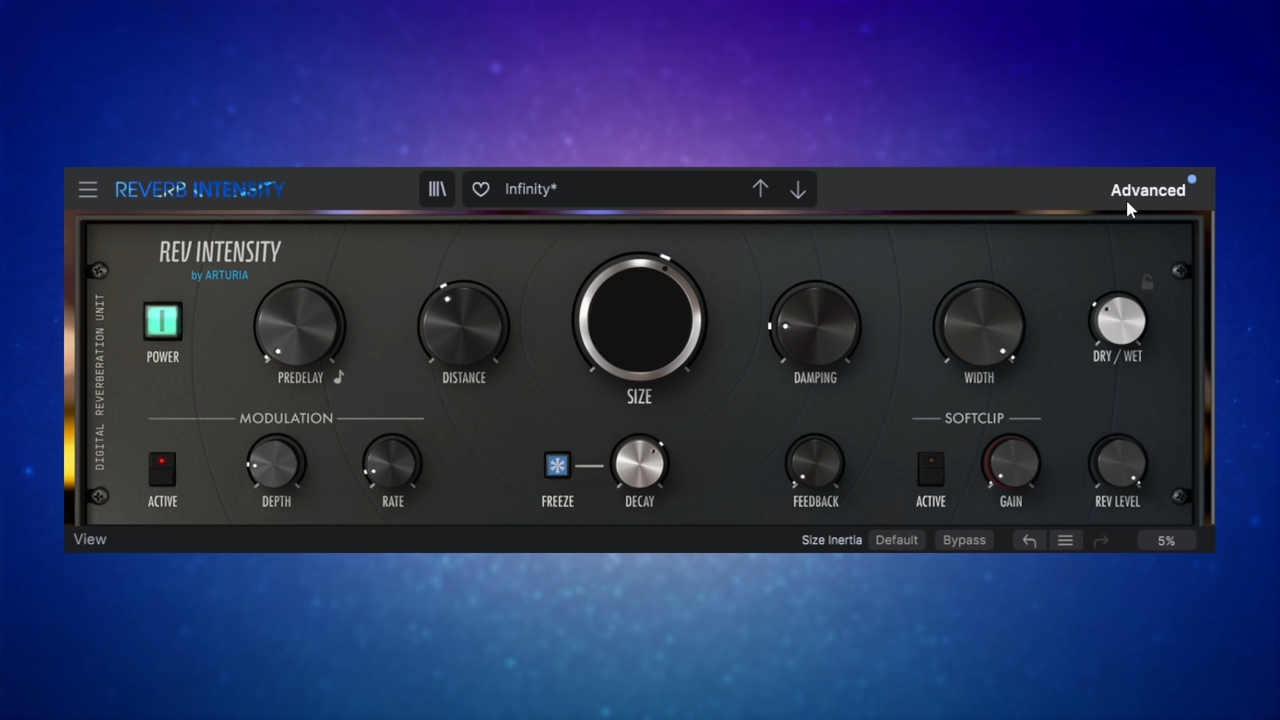 REVERB INTENSITY
Infinity*
Advanced
REV INTENSITY
by ARTURIA
DIGITAL REVERBERATION UNIT
POWER
PREDELAY
DISTANCE
SIZE
DAMPING
WIDTH
DRY / WET
MODULATION
SOFTCLIP
ACTIVE
DEPTH
RATE
FREEZE
DECAY
FEEDBACK
ACTIVE
GAIN
REV LEVEL
View
Size Inertia
Default
Bypass
5%